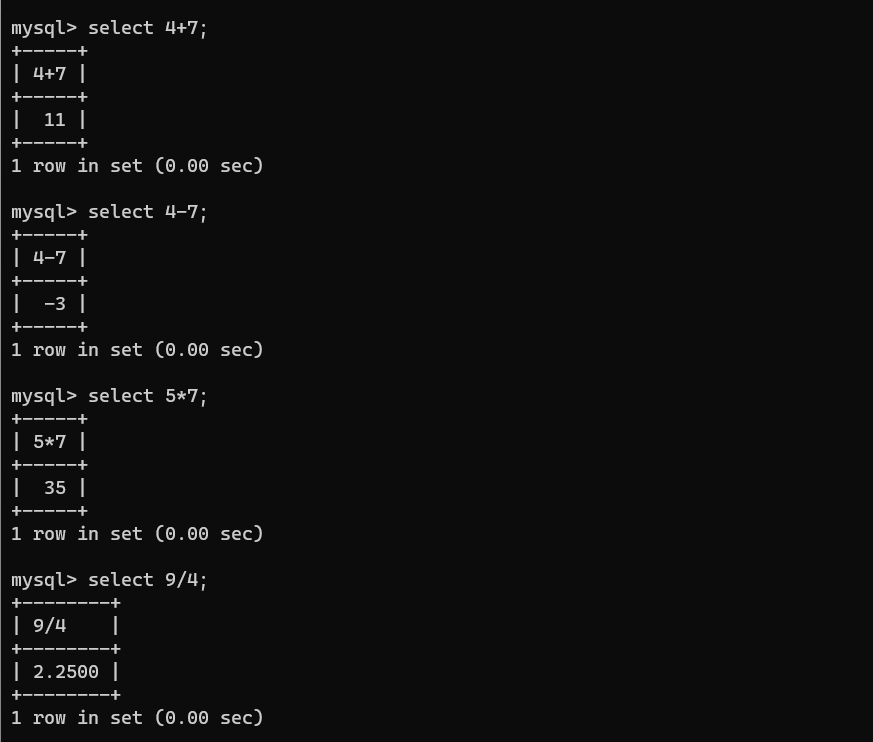 mysql> select 4+7;
+-----+
| 4+7 |
+-----+
|  11 |
+-----+
1 row in set (0.00 sec)

mysql> select 4-7;
+-----+
| 4-7 |
+-----+
|  -3 |
+-----+
1 row in set (0.00 sec)

mysql> select 5*7;
+-----+
| 5*7 |
+-----+
|  35 |
+-----+
1 row in set (0.00 sec)

mysql> select 9/4;
+--------+
| 9/4    |
+--------+
| 2.2500 |
+--------+
1 row in set (0.00 sec)